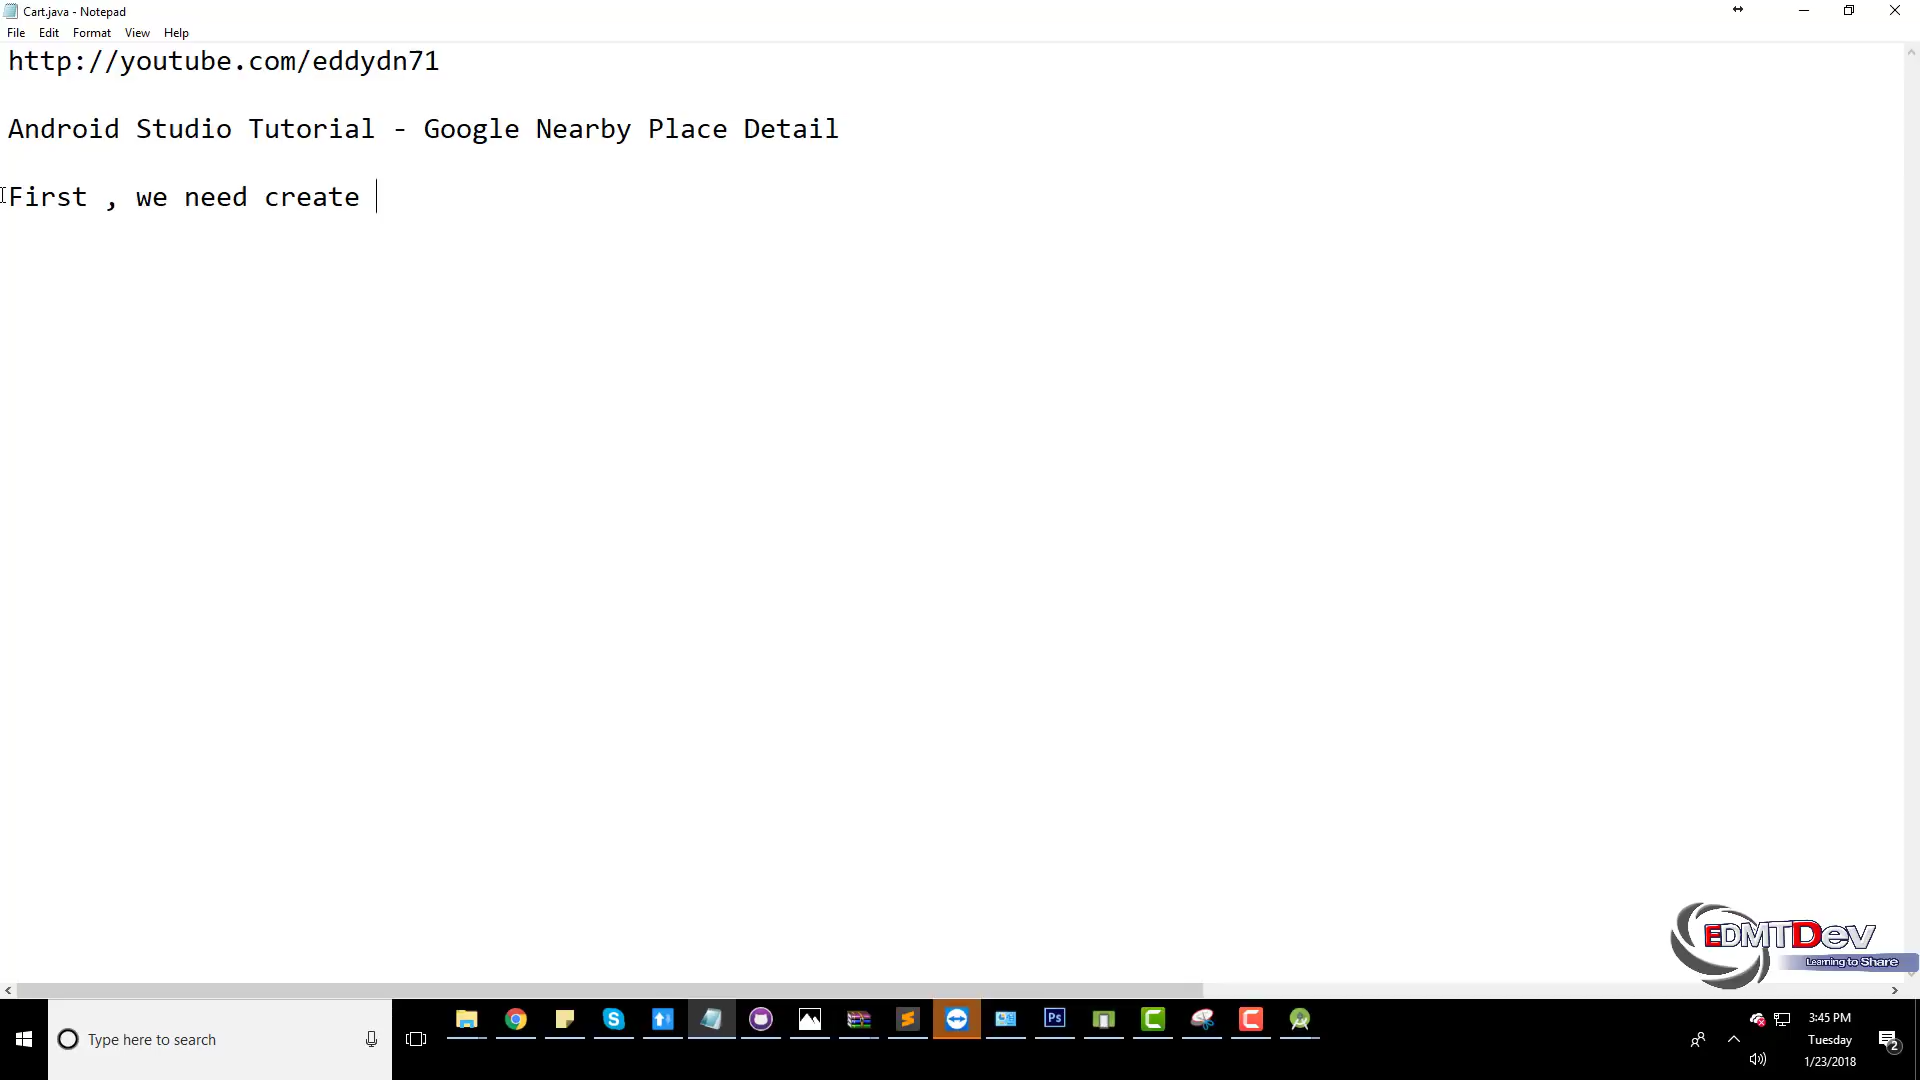 Cart.java - Notepad
File Edit Format View Help
http://youtube.com/eddydn71
Android Studio Tutorial - Google Nearby Place Detail
First , we need create
EDMTDev
Learning to Share
Type here to search
Ps
3:45 PM
Tuesday
1/23/2018
2